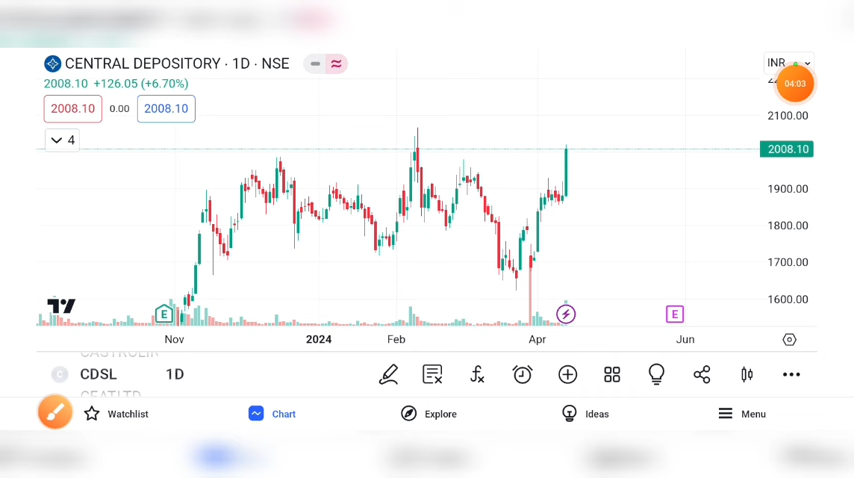 CENTRAL DEPOSITORY · 1D · NSE
INR
2008.10 +126.05 (+6.70%)
04:03
2008.10 0.00 2008.10
4
2100.00
2008.10
1900.00
1800.00
1700.00
1600.00
E
E
Nov 2024 Feb Apr Jun
C CDSL 1D
Watchlist Chart Explore Ideas Menu